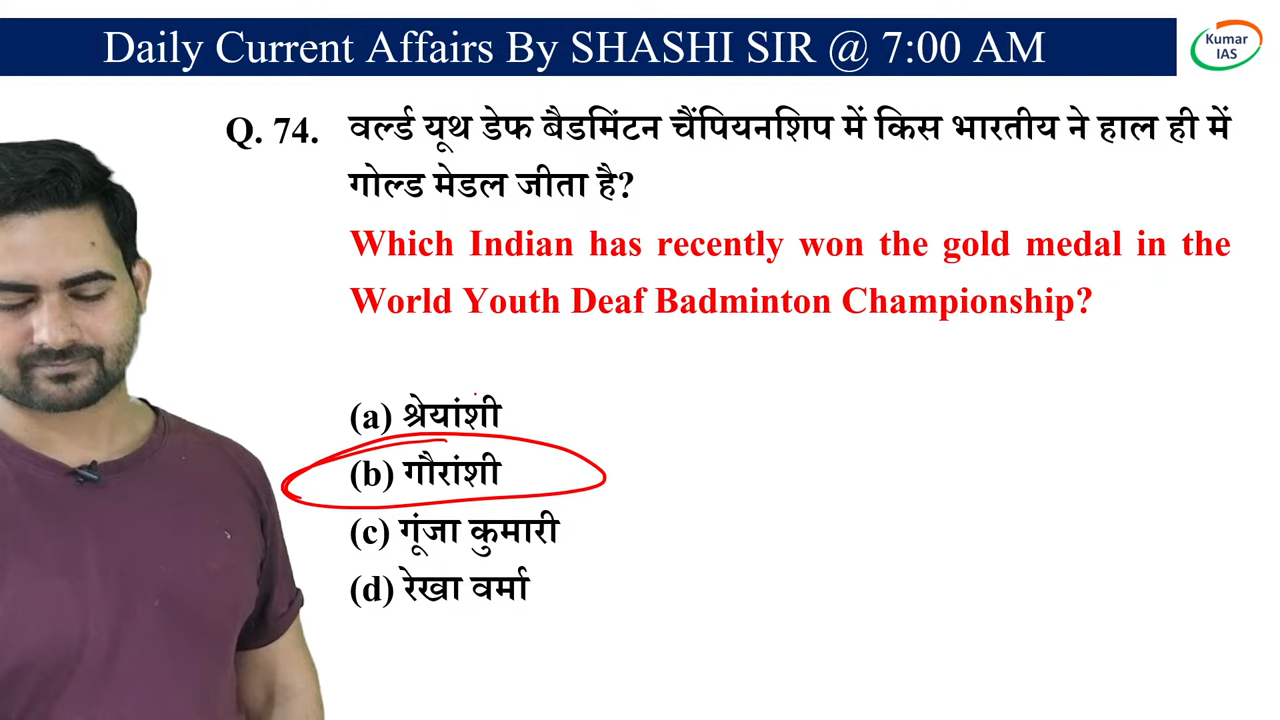 Daily Current Affairs By SHASHI SIR @ 7:00 AM
Kumar
IAS
Q. 74. वर्ल्ड यूथ डेफ बैडमिंटन चैंपियनशिप में किस भारतीय ने हाल ही में
गोल्ड मेडल जीता है?
Which Indian has recently won the gold medal in the
World Youth Deaf Badminton Championship?
(a) श्रेयांशी
(b) गौरांशी
(c) गूंजा कुमारी
(d) रेखा वर्मा